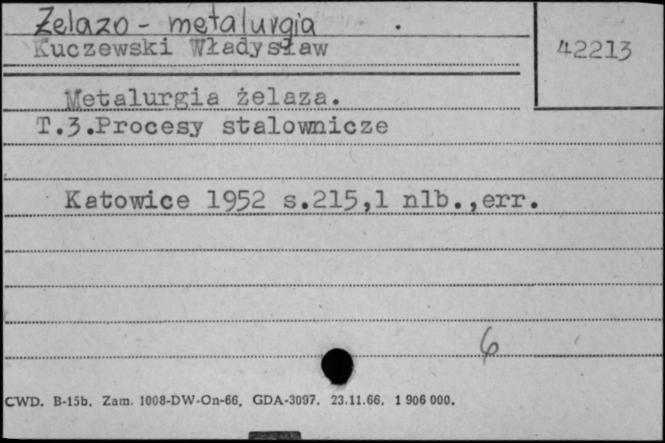 Żelazo - metalurgia
Kuczewski Władysław
42213
Metalurgia żelaza.
T.3.Procesy stalownicze
Katowice 1952 s.215,1 nlb.,err.
6
CWD. B-15b. Zam. 1008-DW-On-66. GDA-3097. 23.11.66. 1 906 000.